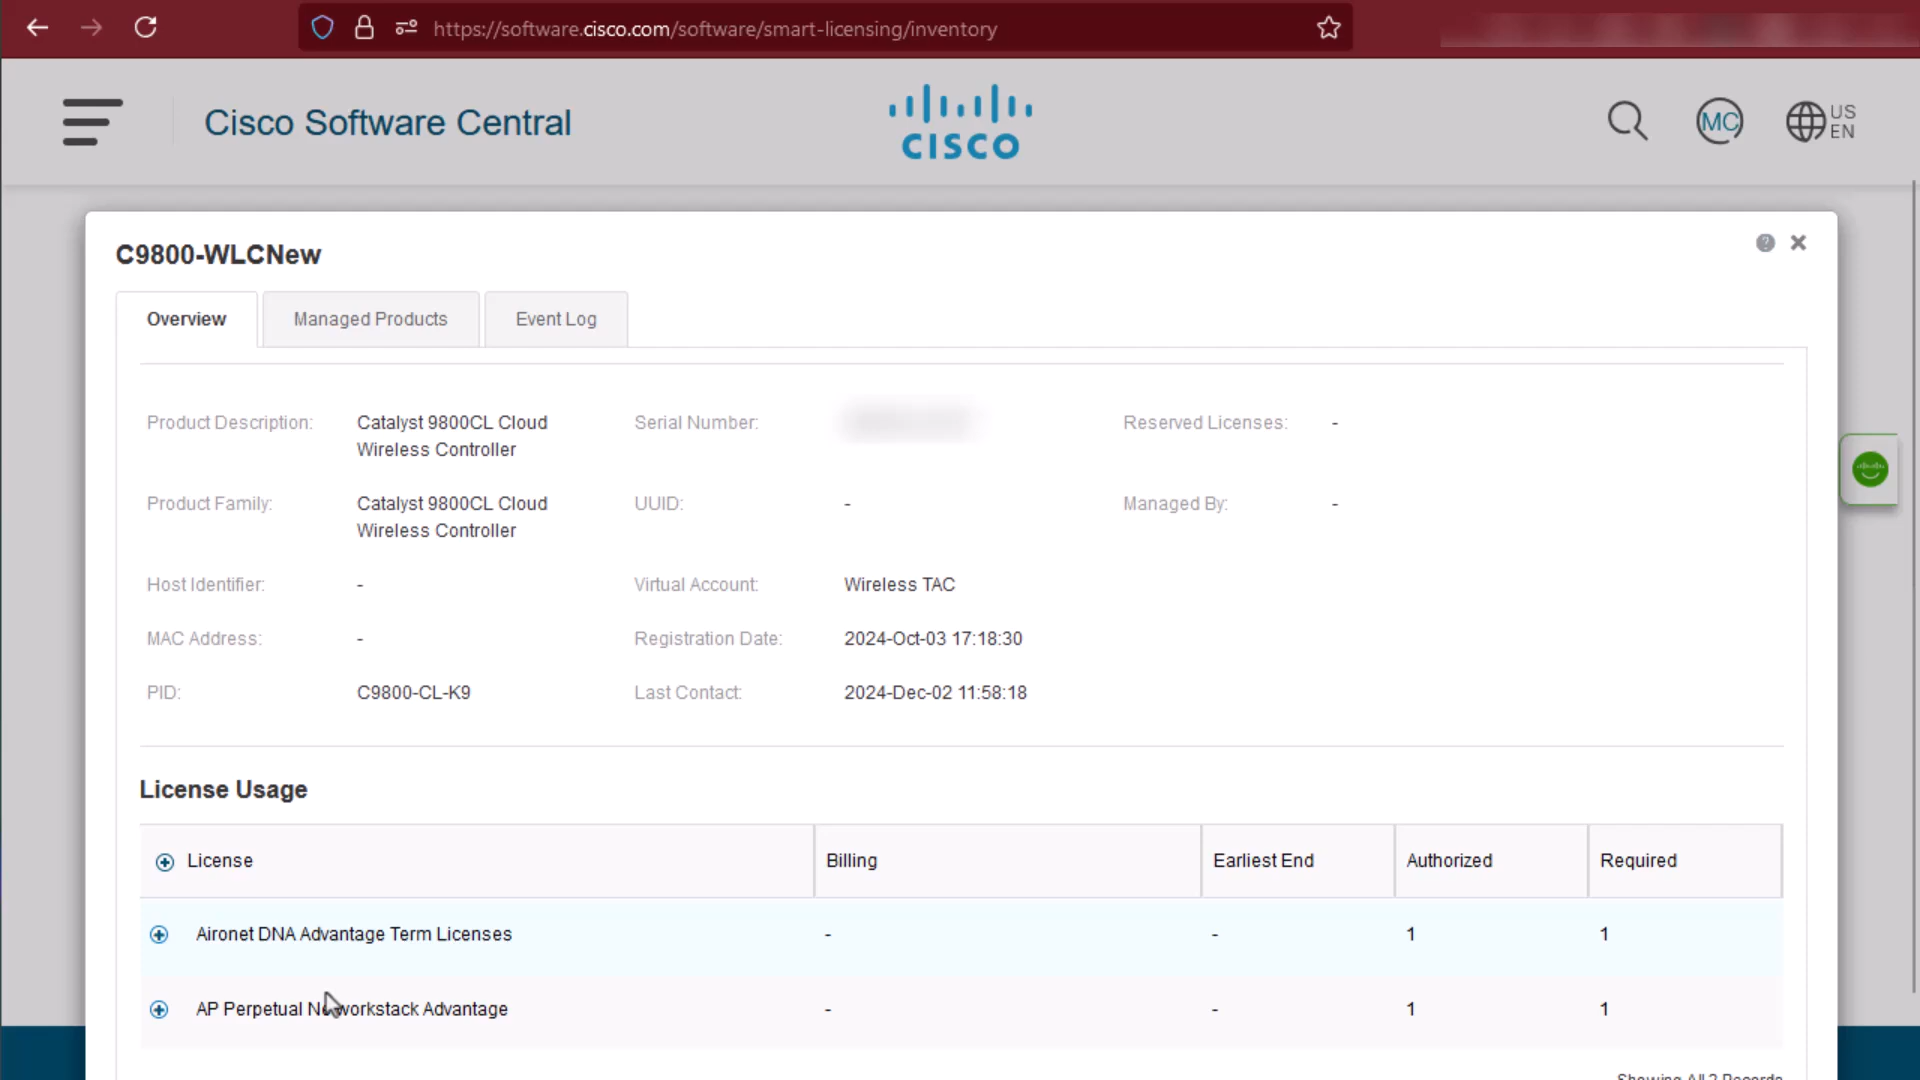 https://software.cisco.com/software/smart-licensing/inventory
Cisco Software Central
CISCO
MC
US
EN
C9800-WLCNew
Overview
Managed Products
Event Log
Product Description:
Catalyst 9800CL Cloud
Wireless Controller
Serial Number:
Reserved Licenses:
-
Product Family:
Catalyst 9800CL Cloud
Wireless Controller
UUID:
-
Managed By:
-
Host Identifier:
-
Virtual Account:
Wireless TAC
MAC Address:
-
Registration Date:
2024-Oct-03 17:18:30
PID:
C9800-CL-K9
Last Contact:
2024-Dec-02 11:58:18
License Usage
License
Billing
Earliest End
Authorized
Required
Aironet DNA Advantage Term Licenses
-
-
1
1
AP Perpetual Networkstack Advantage
-
-
1
1
Showing All 2 Records